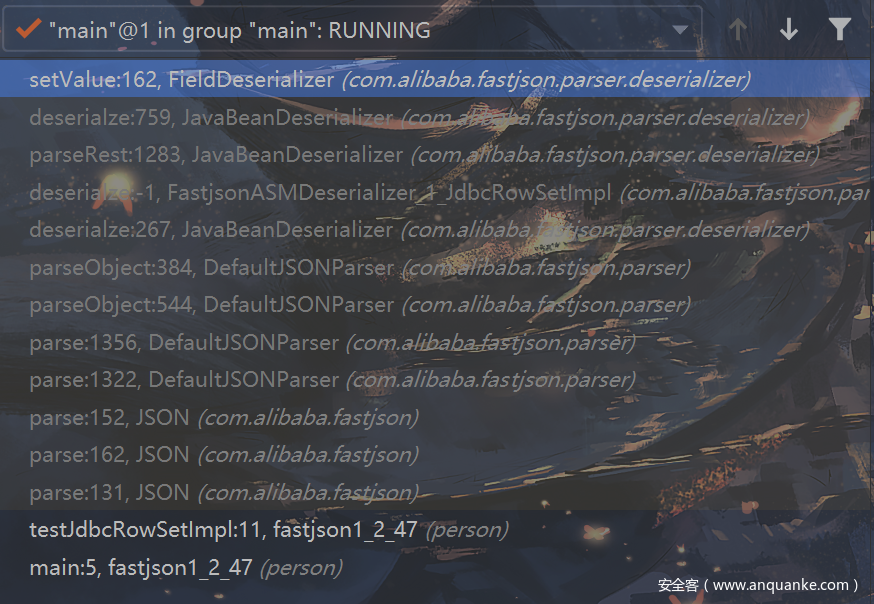 "main"@1 in group "main": RUNNING
setValue:162, FieldDeserializer (com.alibaba.fastjson.parser.deserializer)
deserialze:759, JavaBeanDeserializer (com.alibaba.fastjson.parser.deserializer)
parseRest:1283, JavaBeanDeserializer (com.alibaba.fastjson.parser.deserializer)
deserialze:-1, FastjsonASMDeserializer_1_JdbcRowSetImpl (com.alibaba.fastjson.par
deserialze:267, JavaBeanDeserializer (com.alibaba.fastjson.parser.deserializer)
parseObject:384, DefaultJSONParser (com.alibaba.fastjson.parser)
parseObject:544, DefaultJSONParser (com.alibaba.fastjson.parser)
parse:1356, DefaultJSONParser (com.alibaba.fastjson.parser)
parse:1322, DefaultJSONParser (com.alibaba.fastjson.parser)
parse:152, JSON (com.alibaba.fastjson)
parse:162, JSON (com.alibaba.fastjson)
parse:131, JSON (com.alibaba.fastjson)
testJdbcRowSetImpl:11, fastjson1_2_47 (person)
main:5, fastjson1_2_47 (person)
安全客（www.anquanke.com）